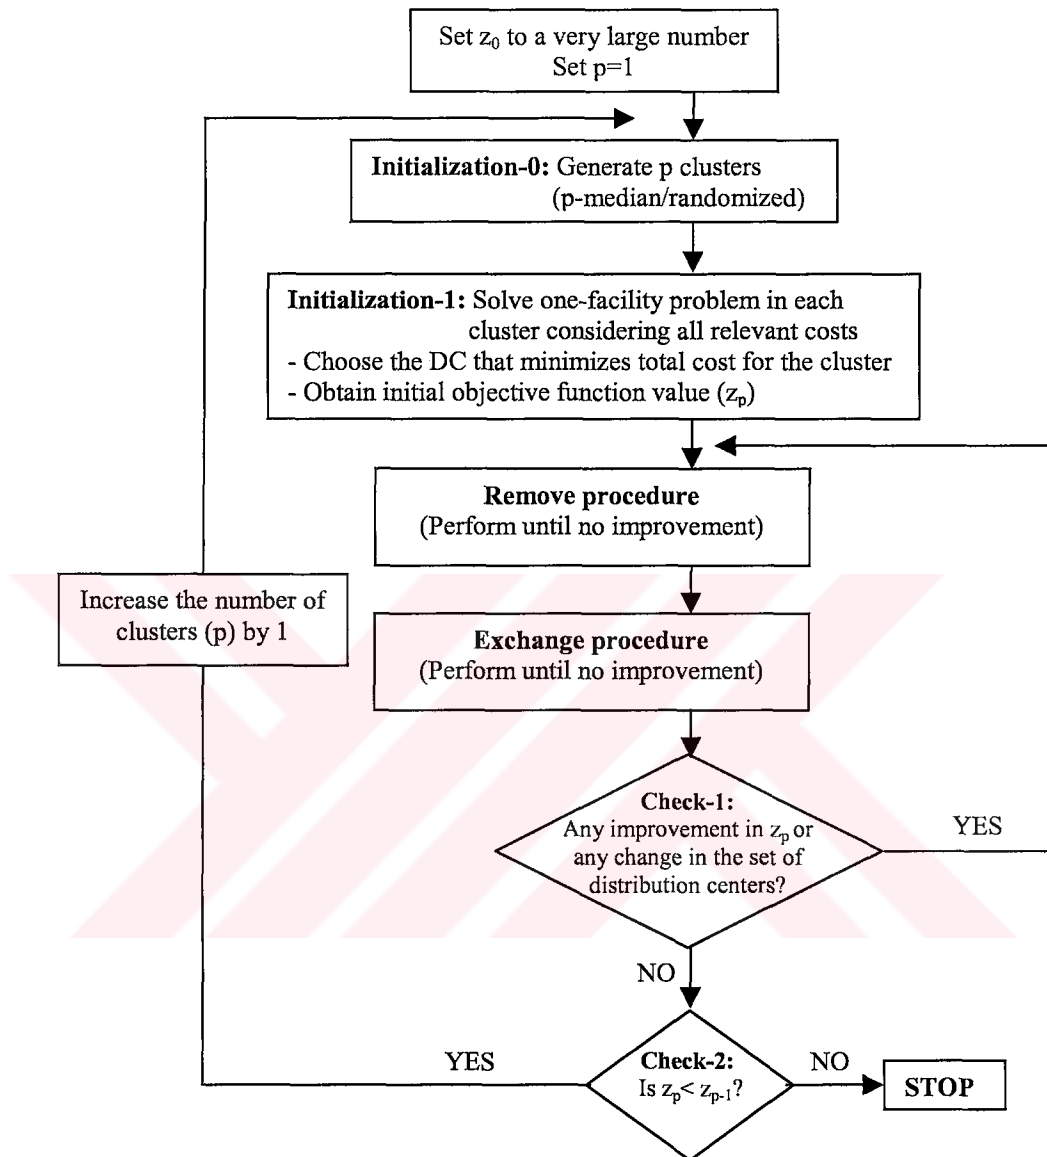 Set z₀ to a very large number
Set p=1
Initialization-0: Generate p clusters
(p-median/randomized)
Initialization-1: Solve one-facility problem in each
cluster considering all relevant costs
- Choose the DC that minimizes total cost for the cluster
- Obtain initial objective function value (zₚ)
Remove procedure
(Perform until no improvement)
Increase the number of
clusters (p) by 1
Exchange procedure
(Perform until no improvement)
Check-1:
Any improvement in zₚ or
any change in the set of
distribution centers?
YES
NO
YES
Check-2:
Is zₚ< zₚ₋₁?
NO
STOP